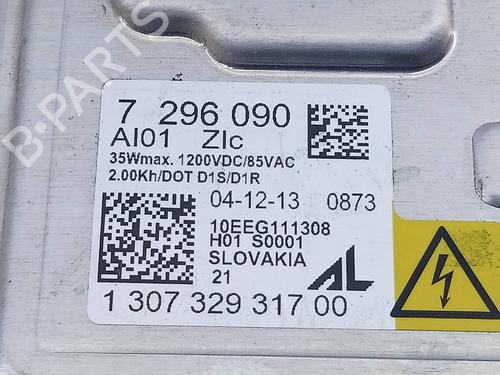 B-PARTS
7 296 090
AI01 ZIc
35Wmax. 1200VDC/85VAC
2.00Kh/DOT D1S/D1R
04-12-13 0873
10EEG111308
H01 S0001
SLOVAKIA
21
AL
1 307 329 317 00